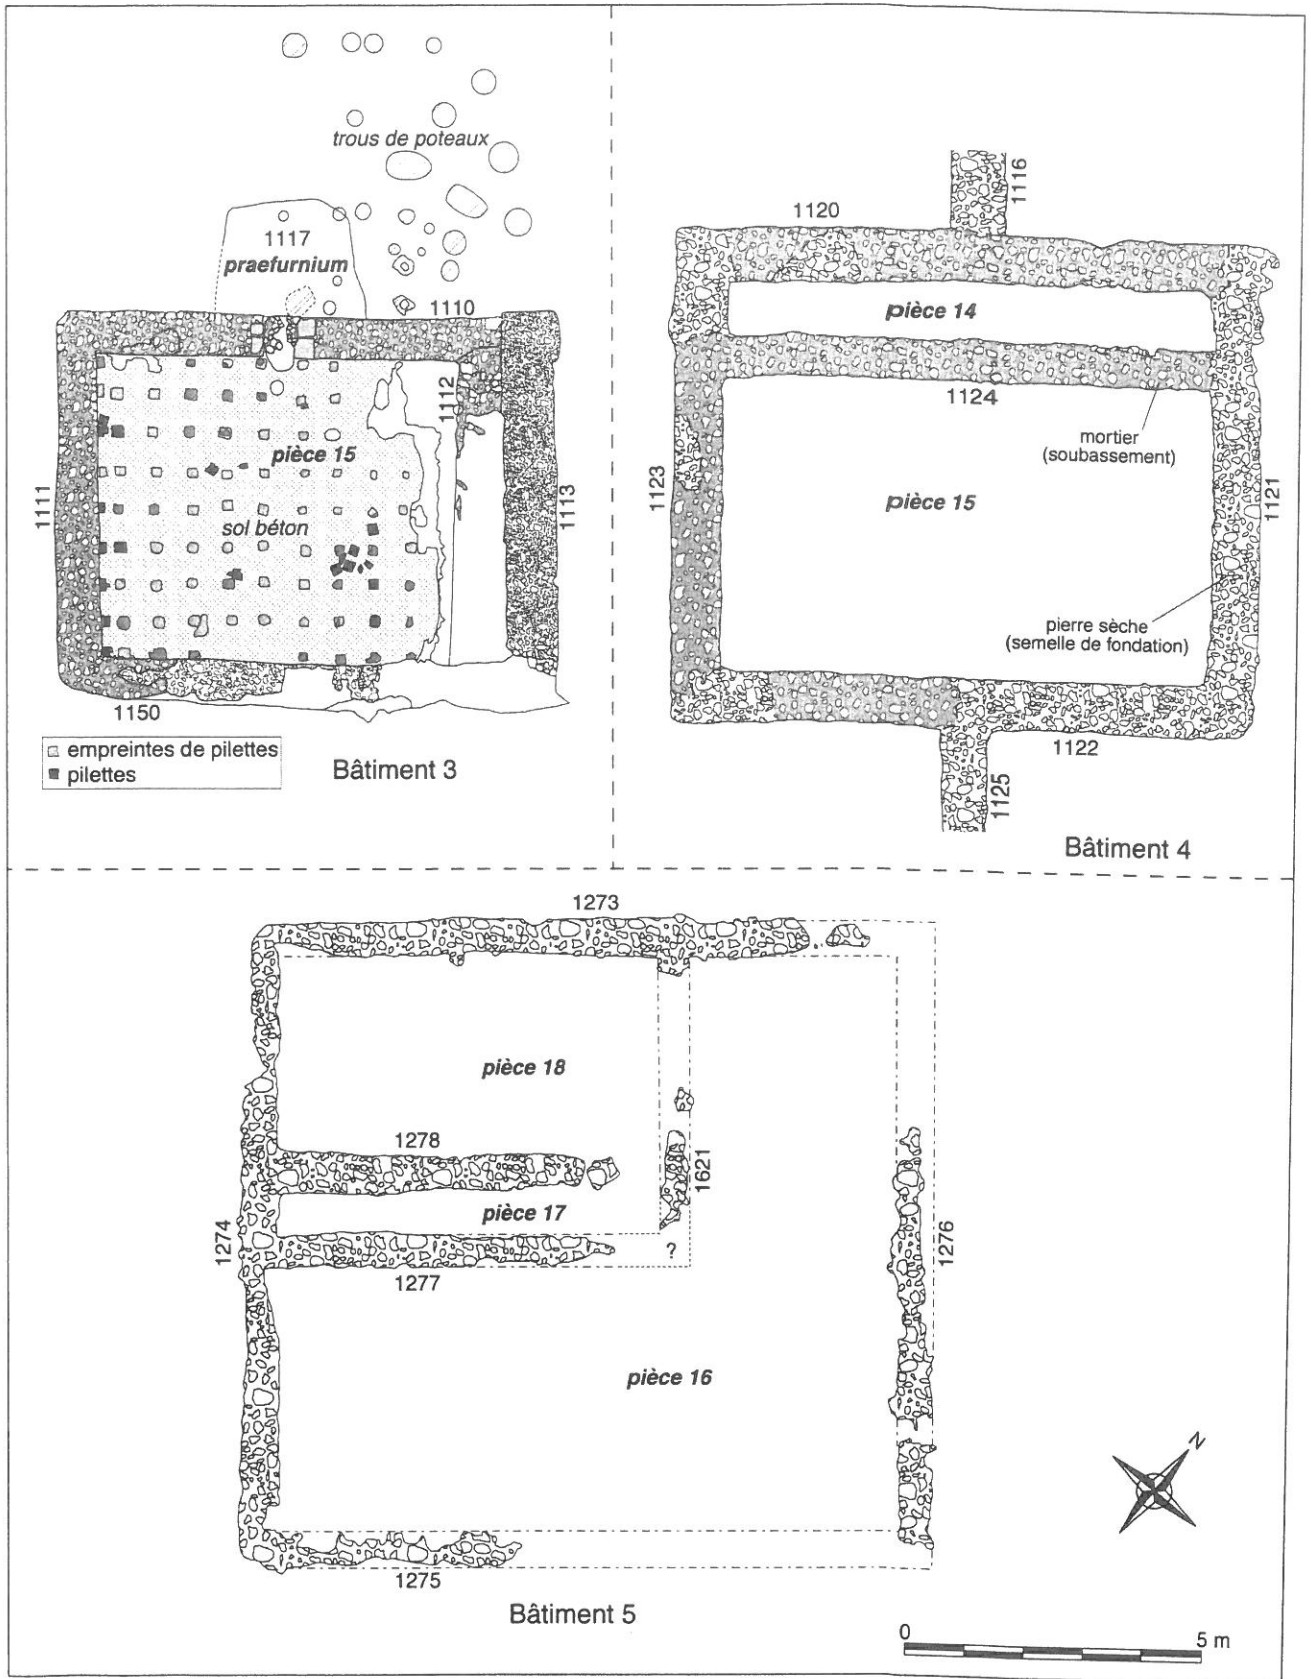 trous de poteaux
1117
praefurnium
1110
1112
pièce 15
1111
1113
sol béton
1150
empreintes de pilettes
pilettes
Bâtiment 3
1116
1120
pièce 14
1124
mortier
(soubassement)
1123
pièce 15
1121
pierre sèche
(semelle de fondation)
1122
1125
Bâtiment 4
1273
pièce 18
1278
1621
pièce 17
1274
?
1276
1277
pièce 16
N
1275
Bâtiment 5
0
5 m